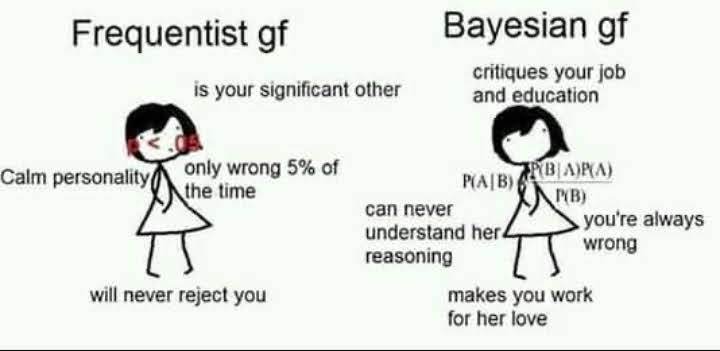 Frequentist gf
is your significant other
p < .05
Calm personality
only wrong 5% of
the time
will never reject you
Bayesian gf
critiques your job
and education
P(A|B)
P(B|A)P(A)
P(B)
can never
understand her
reasoning
you're always
wrong
makes you work
for her love